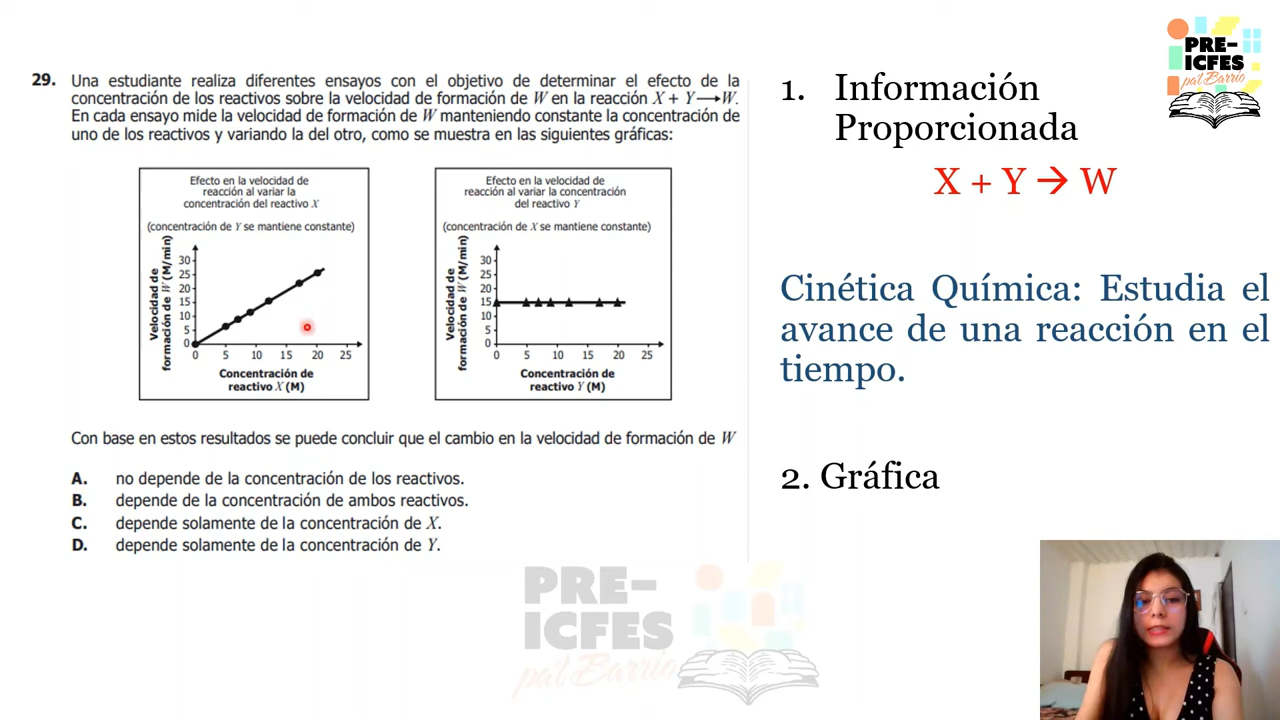 29. Una estudiante realiza diferentes ensayos con el objetivo de determinar el efecto de la
concentración de los reactivos sobre la velocidad de formación de W en la reacción X + Y → W.
En cada ensayo mide la velocidad de formación de W manteniendo constante la concentración de
uno de los reactivos y variando la del otro, como se muestra en las siguientes gráficas:
Efecto en la velocidad de
reacción al variar la
concentración del reactivo X
(concentración de Y se mantiene constante)
Velocidad de
formación de W (M/min)
30
25
20
15
10
5
0
0 5 10 15 20 25
Concentración de
reactivo X (M)
Efecto en la velocidad de
reacción al variar la concentración
del reactivo Y
(concentración de X se mantiene constante)
Velocidad de
formación de W (M/min)
30
25
20
15
10
5
0
0 5 10 15 20 25
Concentración de
reactivo Y (M)
Con base en estos resultados se puede concluir que el cambio en la velocidad de formación de W
A. no depende de la concentración de los reactivos.
B. depende de la concentración de ambos reactivos.
C. depende solamente de la concentración de X.
D. depende solamente de la concentración de Y.
1. Información
Proporcionada
X + Y → W
Cinética Química: Estudia el
avance de una reacción en el
tiempo.
2. Gráfica
PRE-
ICFES
pal Barrio
PRE-
ICFES
pal Barrio